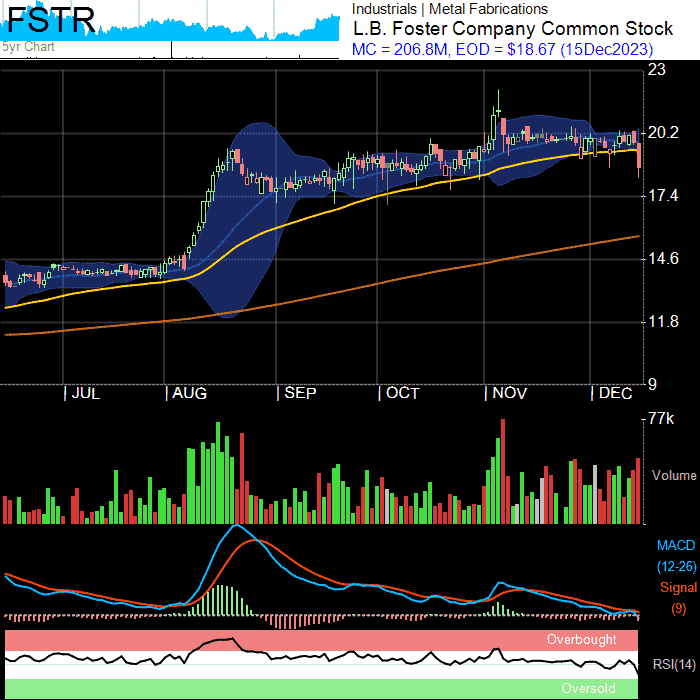 FSTR
5yr Chart
Industrials | Metal Fabrications
L.B. Foster Company Common Stock
MC = 206.8M, EOD = $18.67 (15Dec2023)
23
20.2
17.4
14.6
11.8
9
| JUL | AUG | SEP | OCT | NOV | DEC
77k
Volume
MACD
(12-26)
Signal
(9)
Overbought
RSI(14)
Oversold